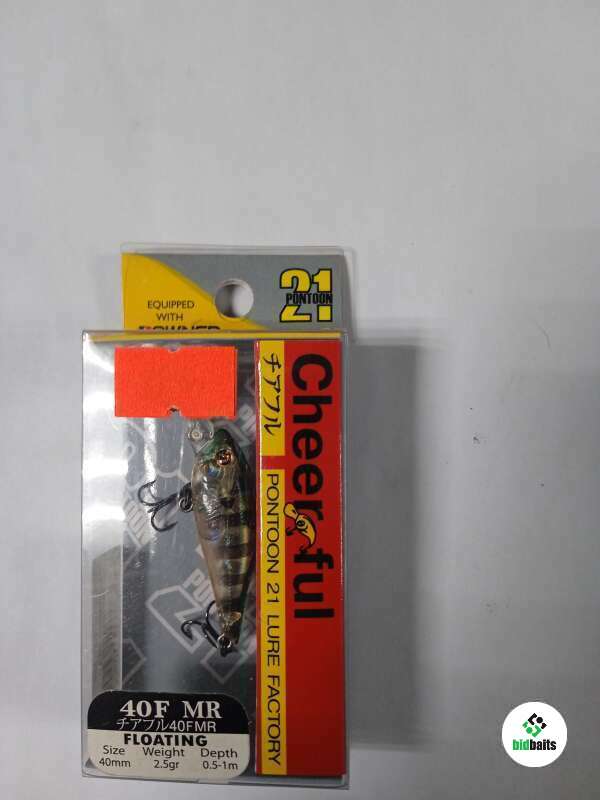 EQUIPPED
WITH
OWNER
21
PONTOON
Cheerful
チアフル
PONTOON 21 LURE FACTORY
40F MR
チアフル40FMR
FLOATING
Size Weight Depth
40mm 2.5gr 0.5-1m
bidbaits